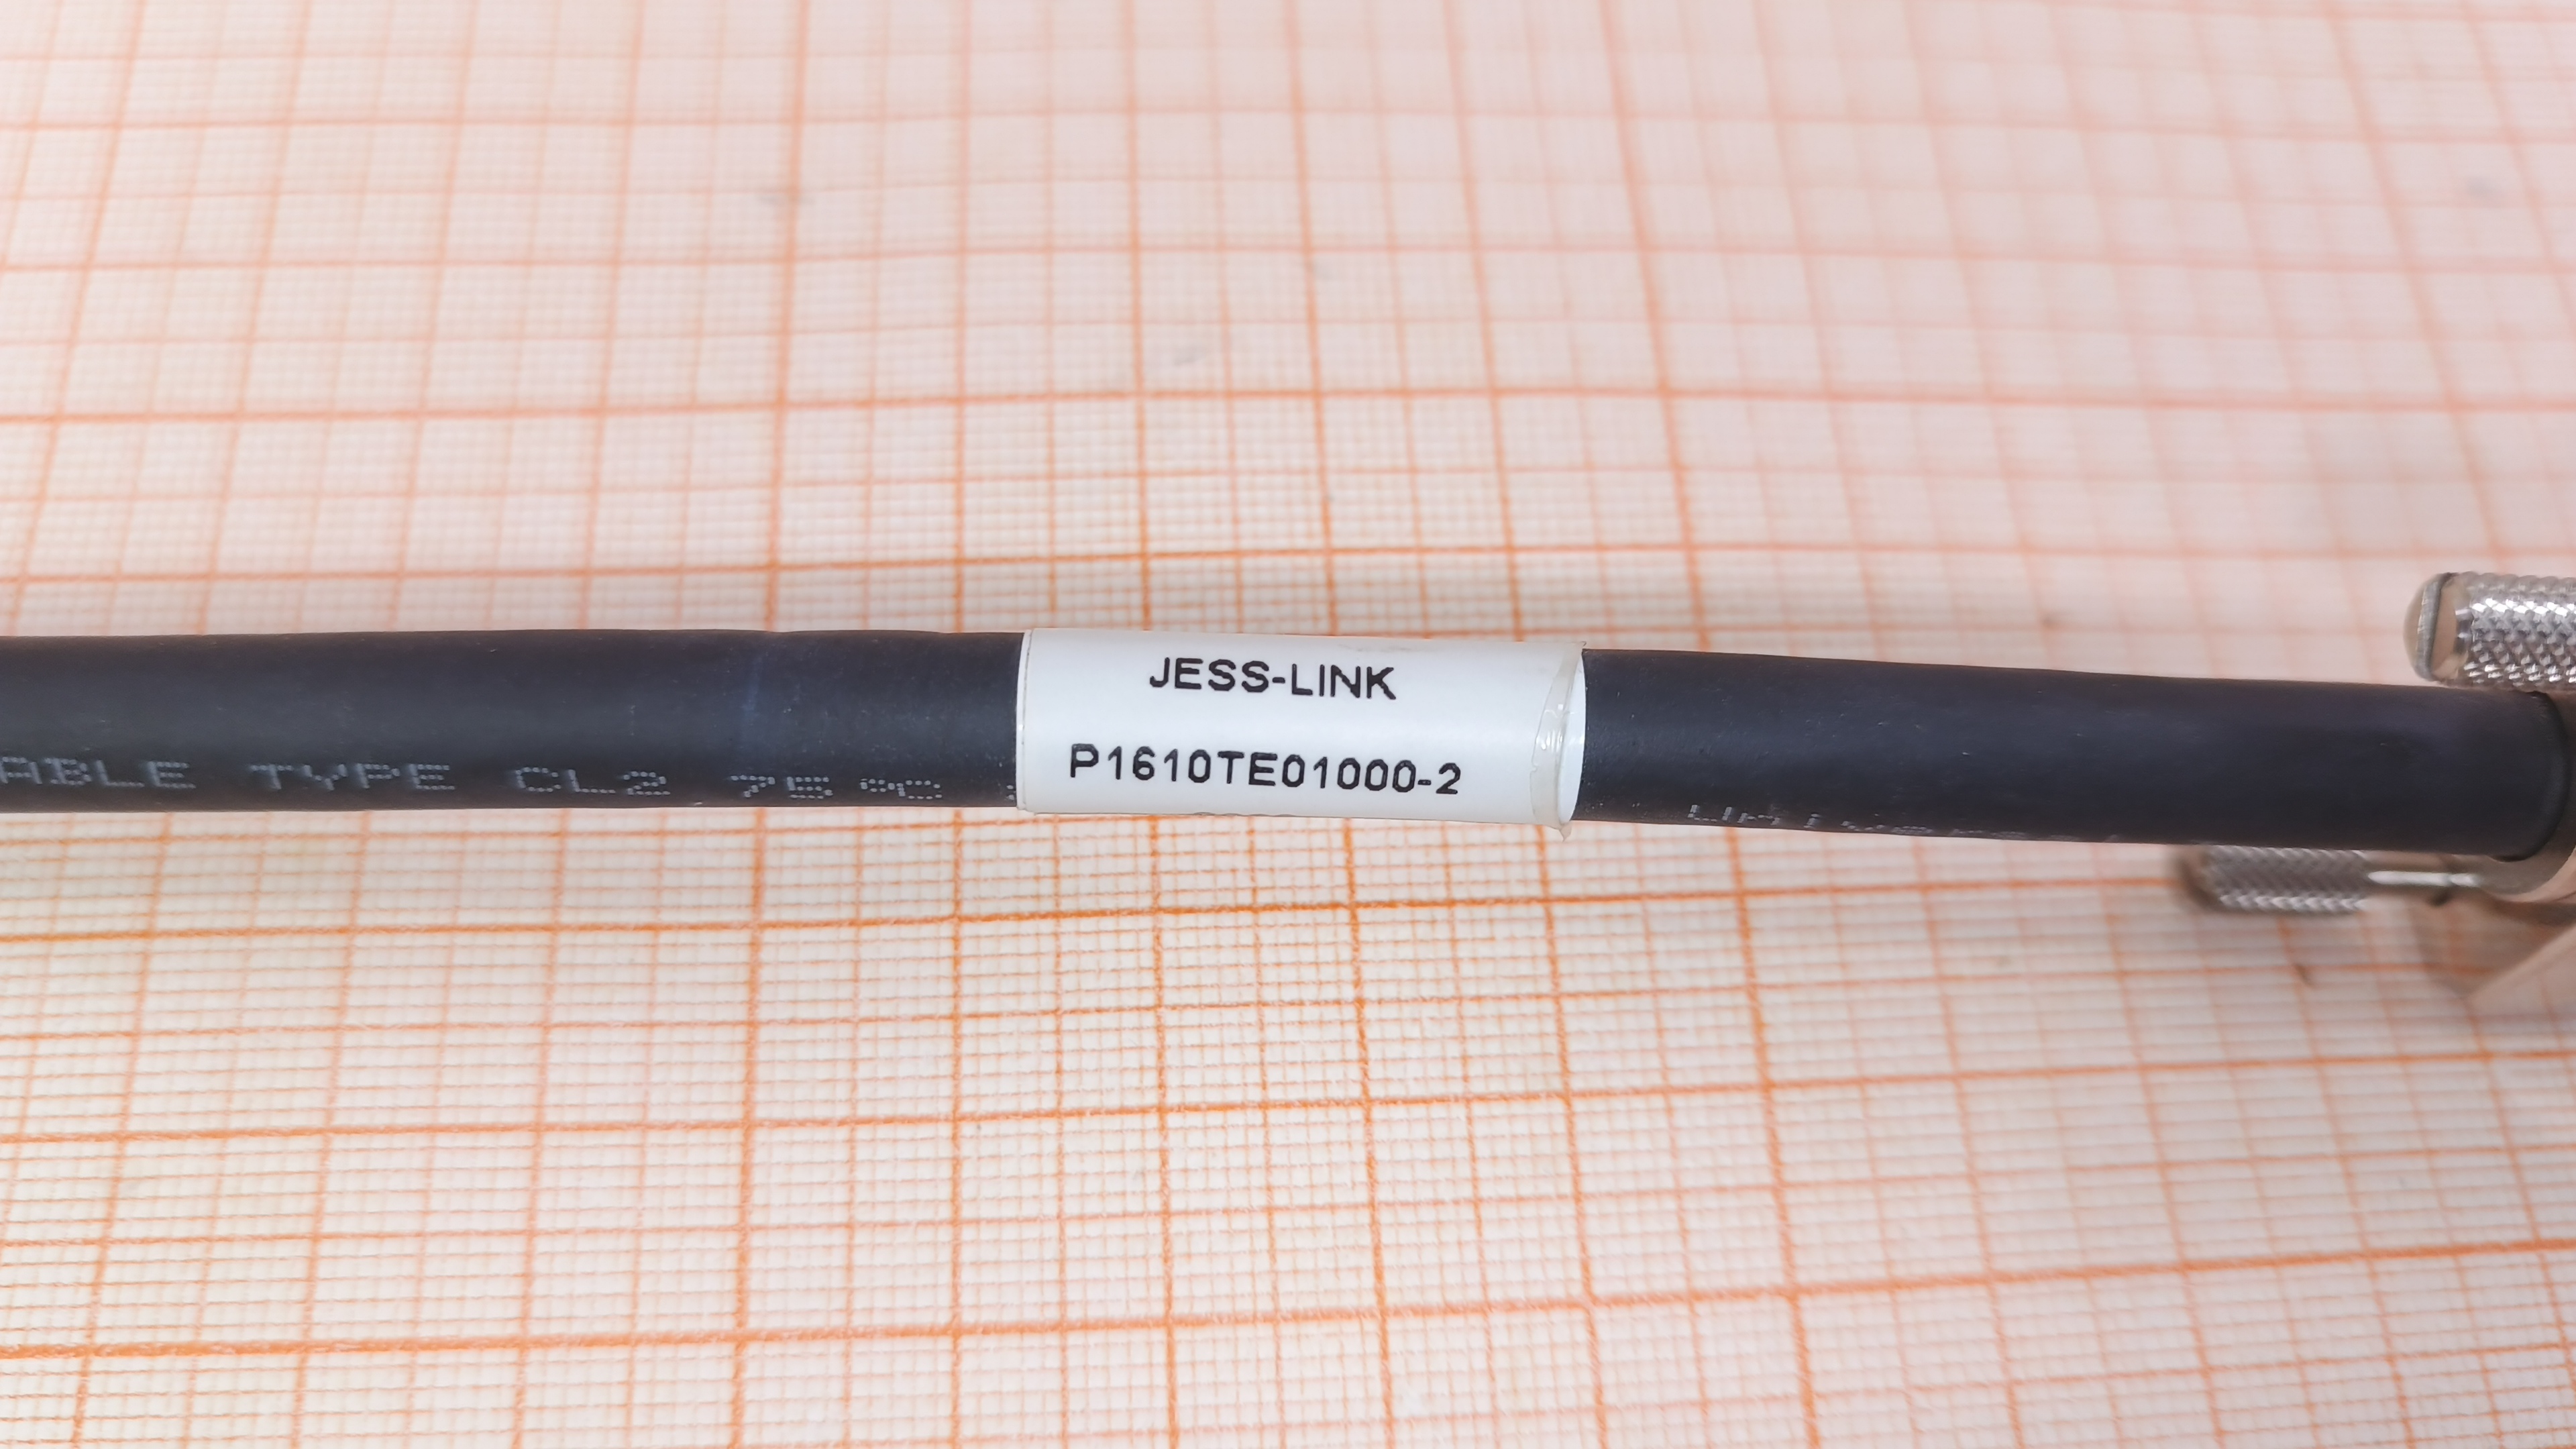 JESS-LINK
P1610TE01000-2
ABLE TYPE CL2 75°C